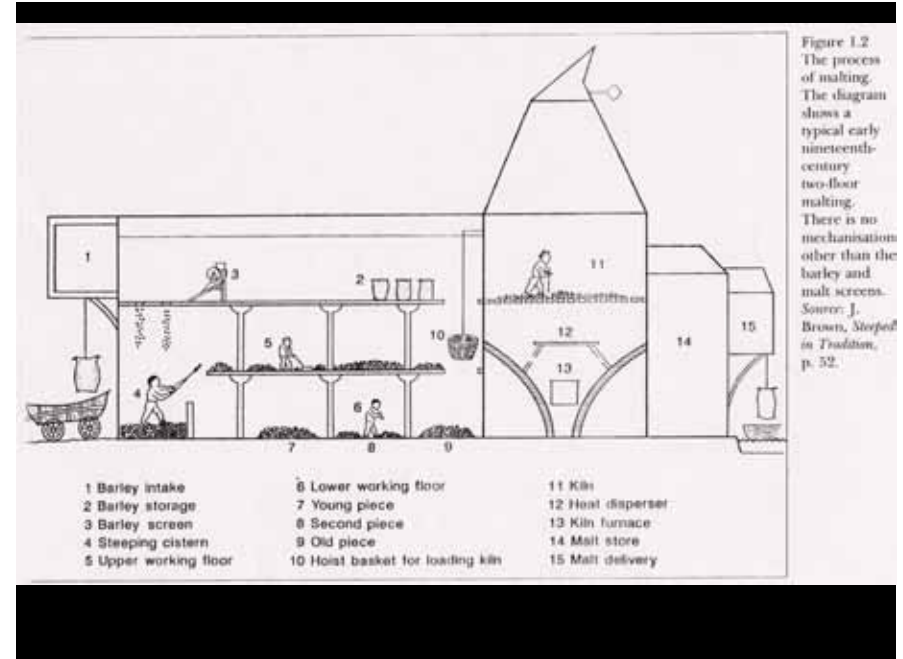 Figure 1.2
The process
of malting.
The diagram
shows a
typical early
nineteenth-
century
two-floor
malting.
There is no
mechanisation
other than the
barley and
malt screens.
Source: J.
Brown, Steeped
in Tradition,
p. 52.
1
2
3
4
5
6
7
8
9
10
11
12
13
14
15
1 Barley intake
2 Barley storage
3 Barley screen
4 Steeping cistern
5 Upper working floor
6 Lower working floor
7 Young piece
8 Second piece
9 Old piece
10 Hoist basket for loading kiln
11 Kiln
12 Heat disperser
13 Kiln furnace
14 Malt store
15 Malt delivery